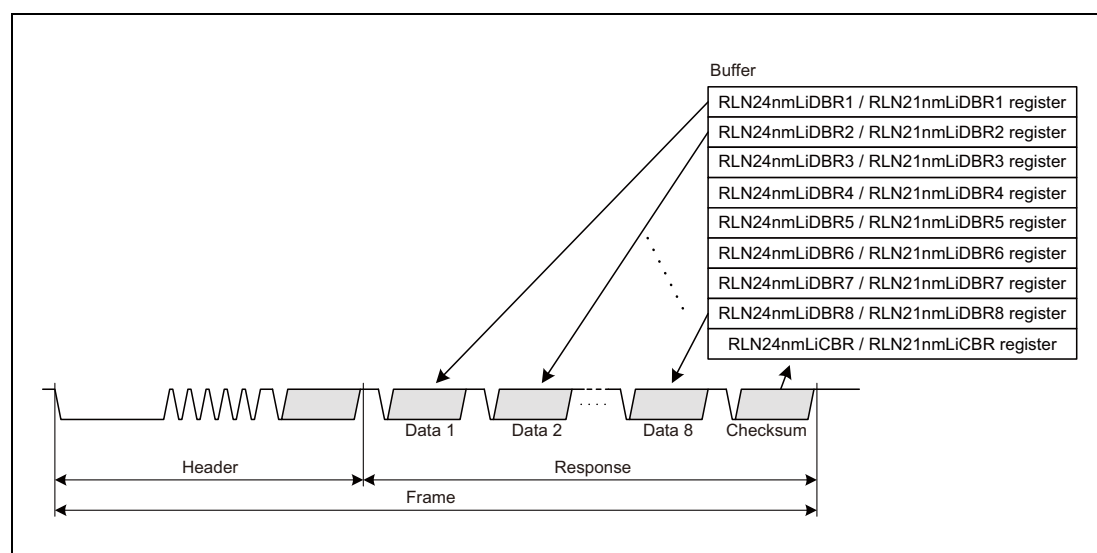 Buffer
RLN24nmLiDBR1 / RLN21nmLiDBR1 register
RLN24nmLiDBR2 / RLN21nmLiDBR2 register
RLN24nmLiDBR3 / RLN21nmLiDBR3 register
RLN24nmLiDBR4 / RLN21nmLiDBR4 register
RLN24nmLiDBR5 / RLN21nmLiDBR5 register
RLN24nmLiDBR6 / RLN21nmLiDBR6 register
RLN24nmLiDBR7 / RLN21nmLiDBR7 register
RLN24nmLiDBR8 / RLN21nmLiDBR8 register
RLN24nmLiCBR / RLN21nmLiCBR register
Data 1 Data 2 Data 8 Checksum
Header Response
Frame